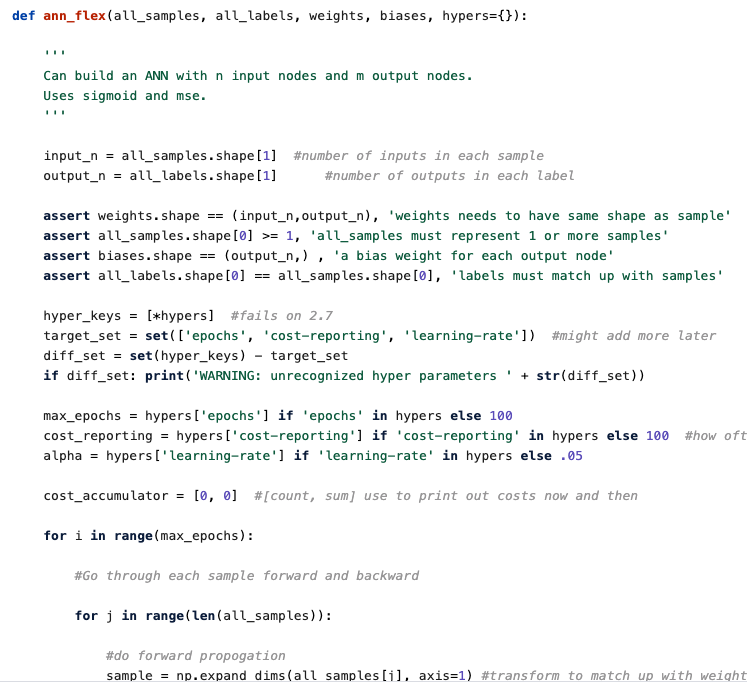 def ann_flex(all_samples, all_labels, weights, biases, hypers={}):
'''
Can build an ANN with n input nodes and m output nodes.
Uses sigmoid and mse.
'''
input_n = all_samples.shape[1]  #number of inputs in each sample
output_n = all_labels.shape[1]      #number of outputs in each label
assert weights.shape == (input_n,output_n), 'weights needs to have same shape as sample'
assert all_samples.shape[0] >= 1, 'all_samples must represent 1 or more samples'
assert biases.shape == (output_n,) , 'a bias weight for each output node'
assert all_labels.shape[0] == all_samples.shape[0], 'labels must match up with samples'
hyper_keys = [*hypers]  #fails on 2.7
target_set = set(['epochs', 'cost-reporting', 'learning-rate'])  #might add more later
diff_set = set(hyper_keys) - target_set
if diff_set: print('WARNING: unrecognized hyper parameters ' + str(diff_set))
max_epochs = hypers['epochs'] if 'epochs' in hypers else 100
cost_reporting = hypers['cost-reporting'] if 'cost-reporting' in hypers else 100  #how oft
alpha = hypers['learning-rate'] if 'learning-rate' in hypers else .05
cost_accumulator = [0, 0]  #[count, sum] use to print out costs now and then
for i in range(max_epochs):
#Go through each sample forward and backward
for j in range(len(all_samples)):
#do forward propogation
sample = np.expand_dims(all_samples[j], axis=1) #transform to match up with weight